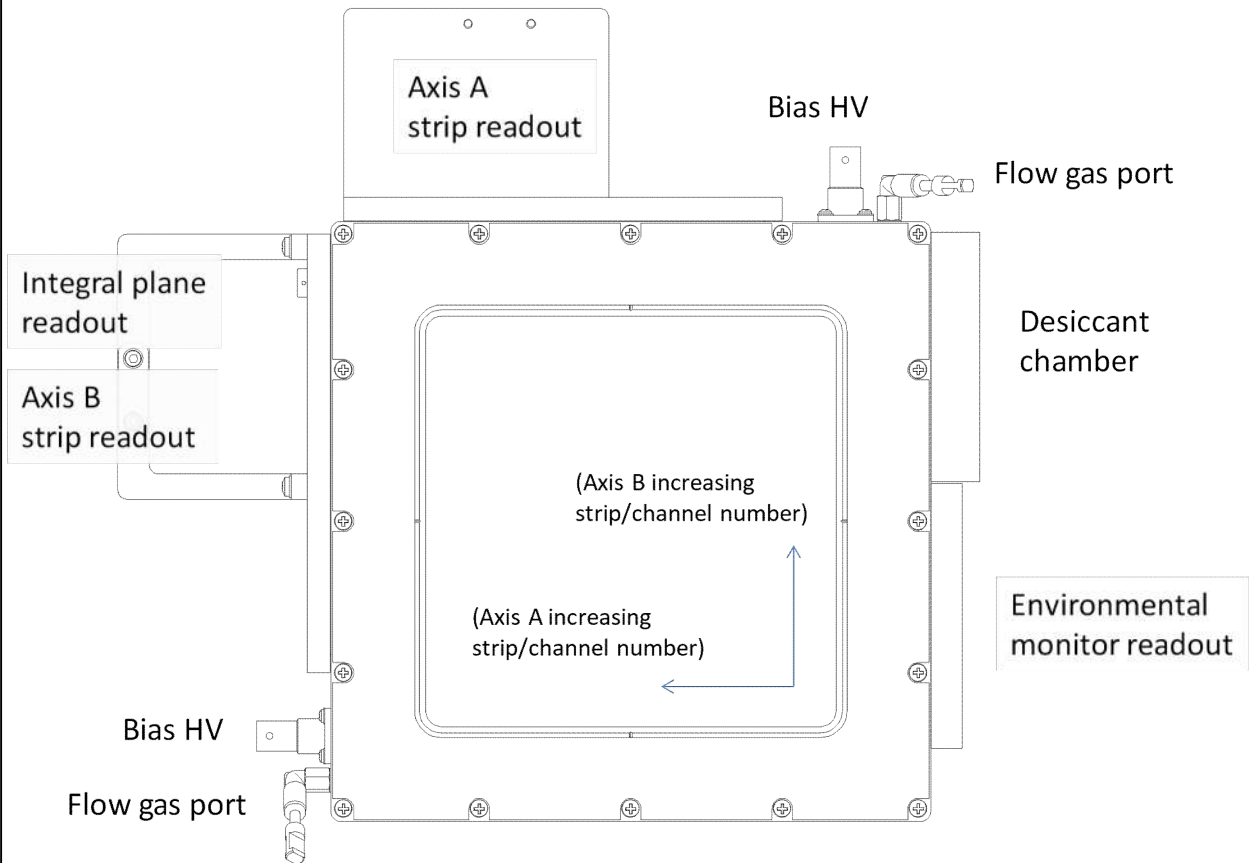 Axis A
strip readout
Bias HV
Flow gas port
Integral plane
readout
Desiccant
chamber
Axis B
strip readout
(Axis B increasing
strip/channel number)
(Axis A increasing
strip/channel number)
Environmental
monitor readout
Bias HV
Flow gas port